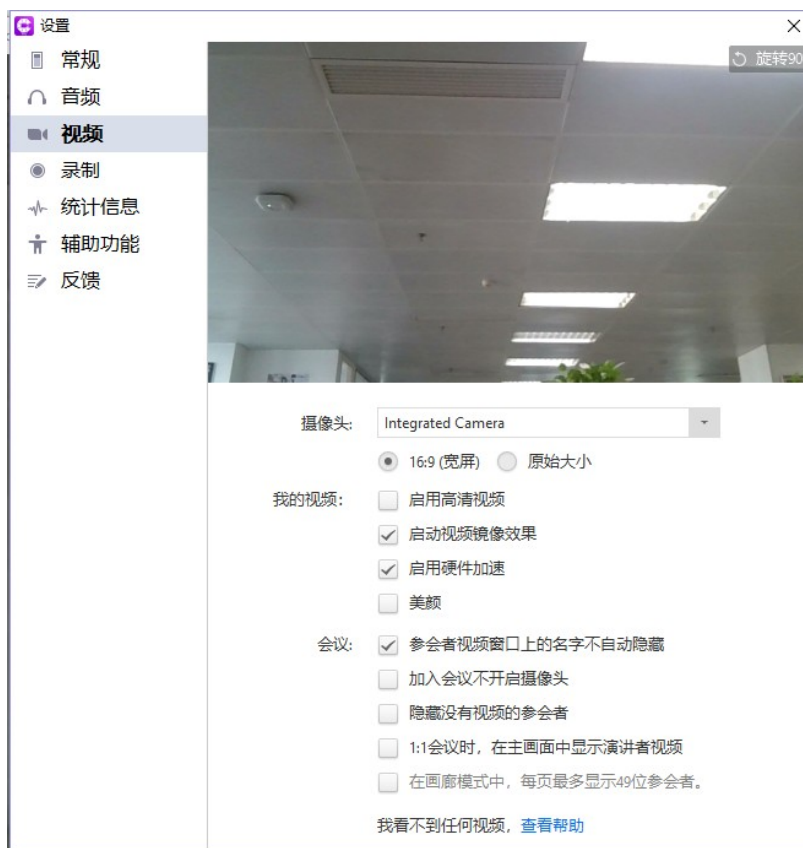 设置
常规
音频
视频
录制
统计信息
辅助功能
反馈
旋转90
摄像头:
Integrated Camera
16:9 (宽屏) 原始大小
我的视频:
启用高清视频
启动视频镜像效果
启用硬件加速
美颜
会议:
参会者视频窗口上的名字不自动隐藏
加入会议不开启摄像头
隐藏没有视频的参会者
1:1会议时，在主画面中显示演讲者视频
在画廊模式中，每页最多显示49位参会者。
我看不到任何视频，查看帮助